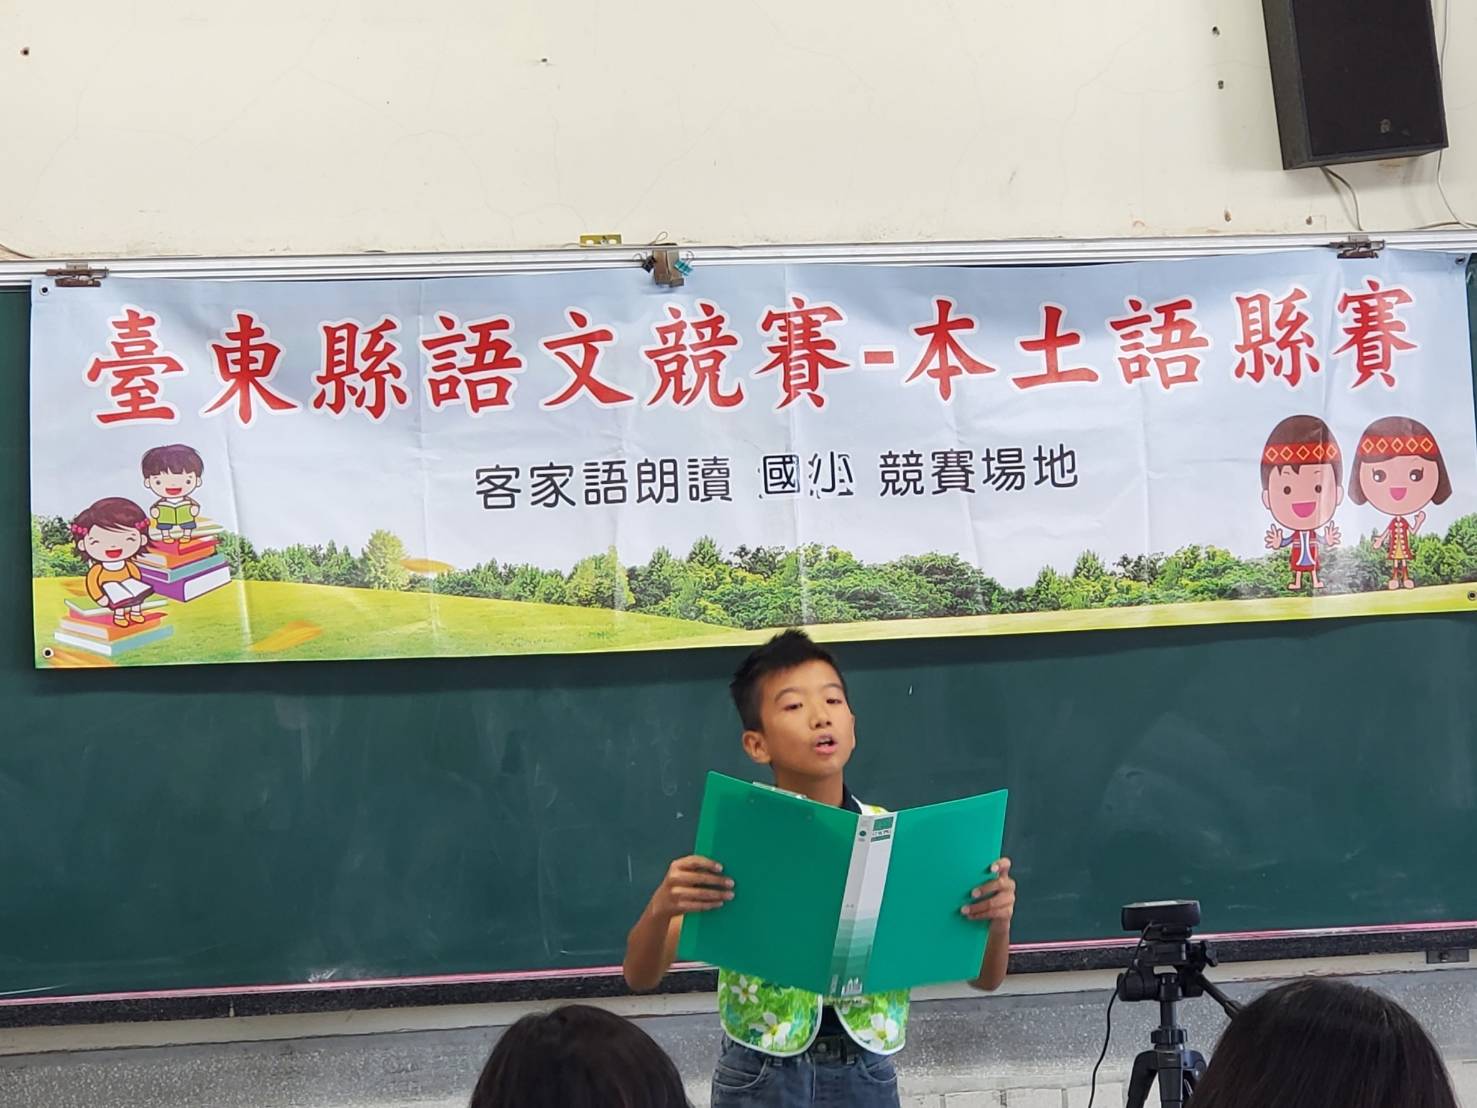 臺東縣語文競賽-本土語縣賽
客家語朗讀 國小 競賽場地